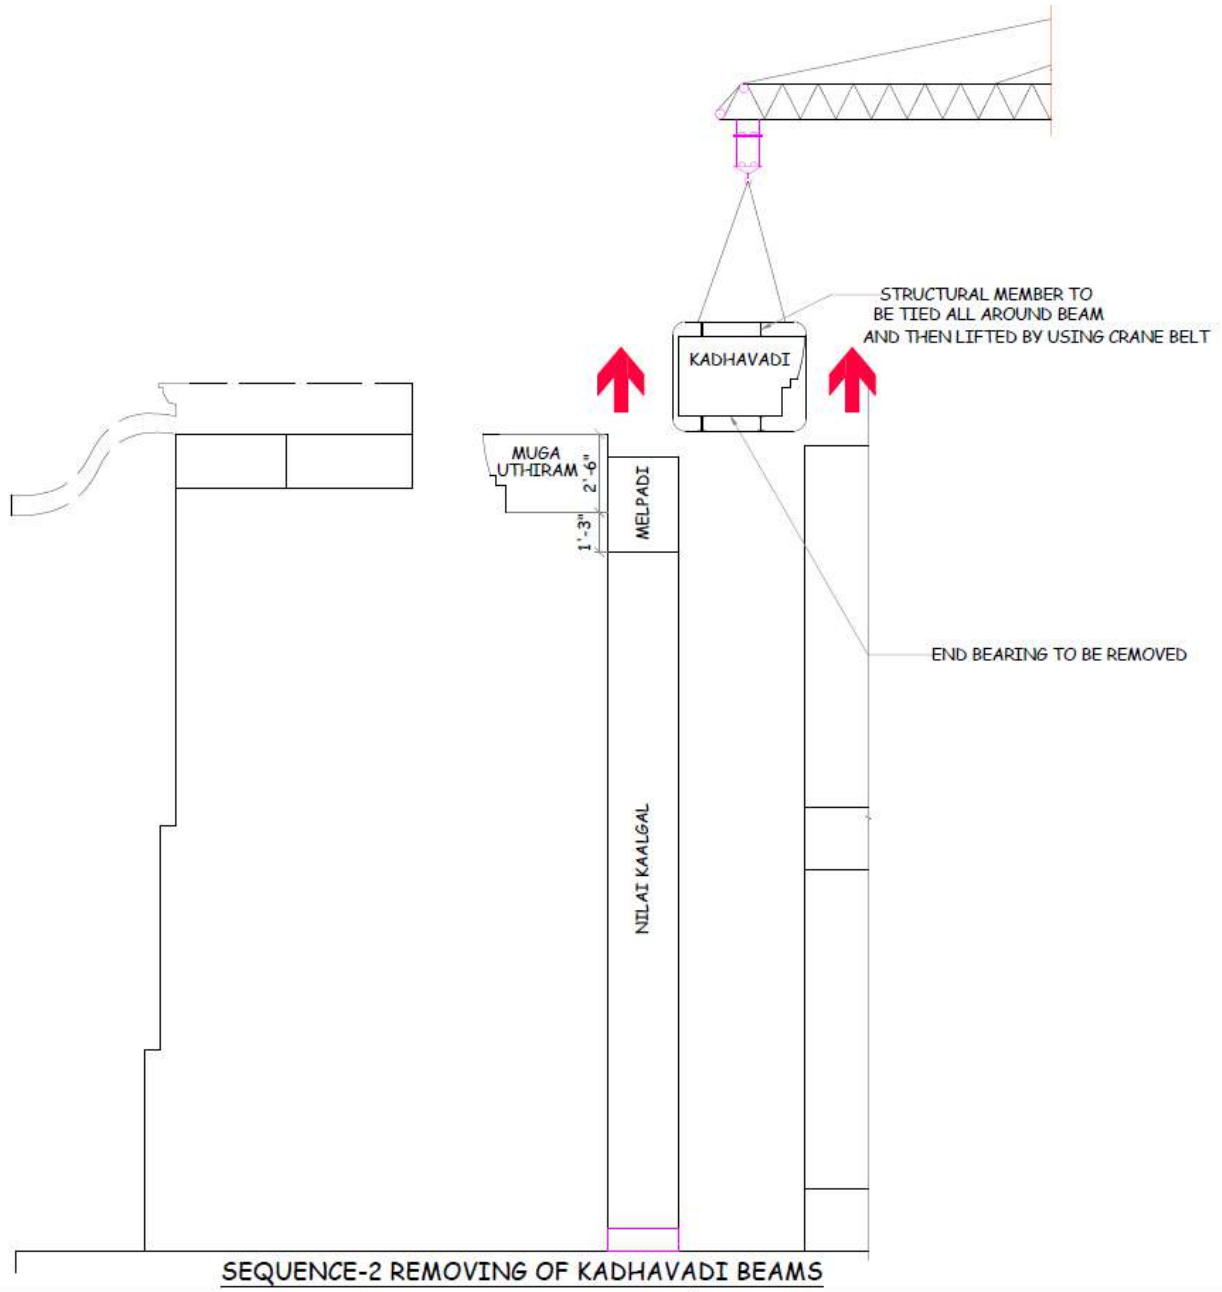 STRUCTURAL MEMBER TO
BE TIED ALL AROUND BEAM
AND THEN LIFTED BY USING CRANE BELT
KADHAVADI
MUGA
UTHIRAM
2'-6"
1'-3"
MELPADI
END BEARING TO BE REMOVED
NILAI KAALGAL
SEQUENCE-2 REMOVING OF KADHAVADI BEAMS